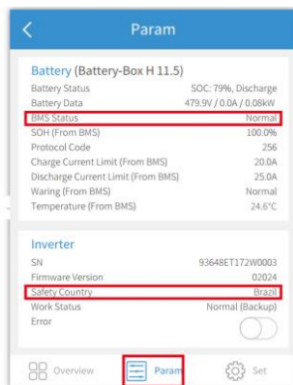 Param
Battery (Battery-Box H 11.5)
Battery Status SOC: 79%, Discharge
Battery Data 479.9V / 0.0A / 0.08kW
BMS Status Normal
SOH (From BMS) 100.0%
Protocol Code 256
Charge Current Limit (From BMS) 20.0A
Discharge Current Limit (From BMS) 25.0A
Waring (From BMS) Normal
Temperature (From BMS) 24.6°C
Inverter
SN 93648ET172W0003
Firmware Version 02024
Safety Country Brazil
Work Status Normal (Backup)
Error
Overview Param Set